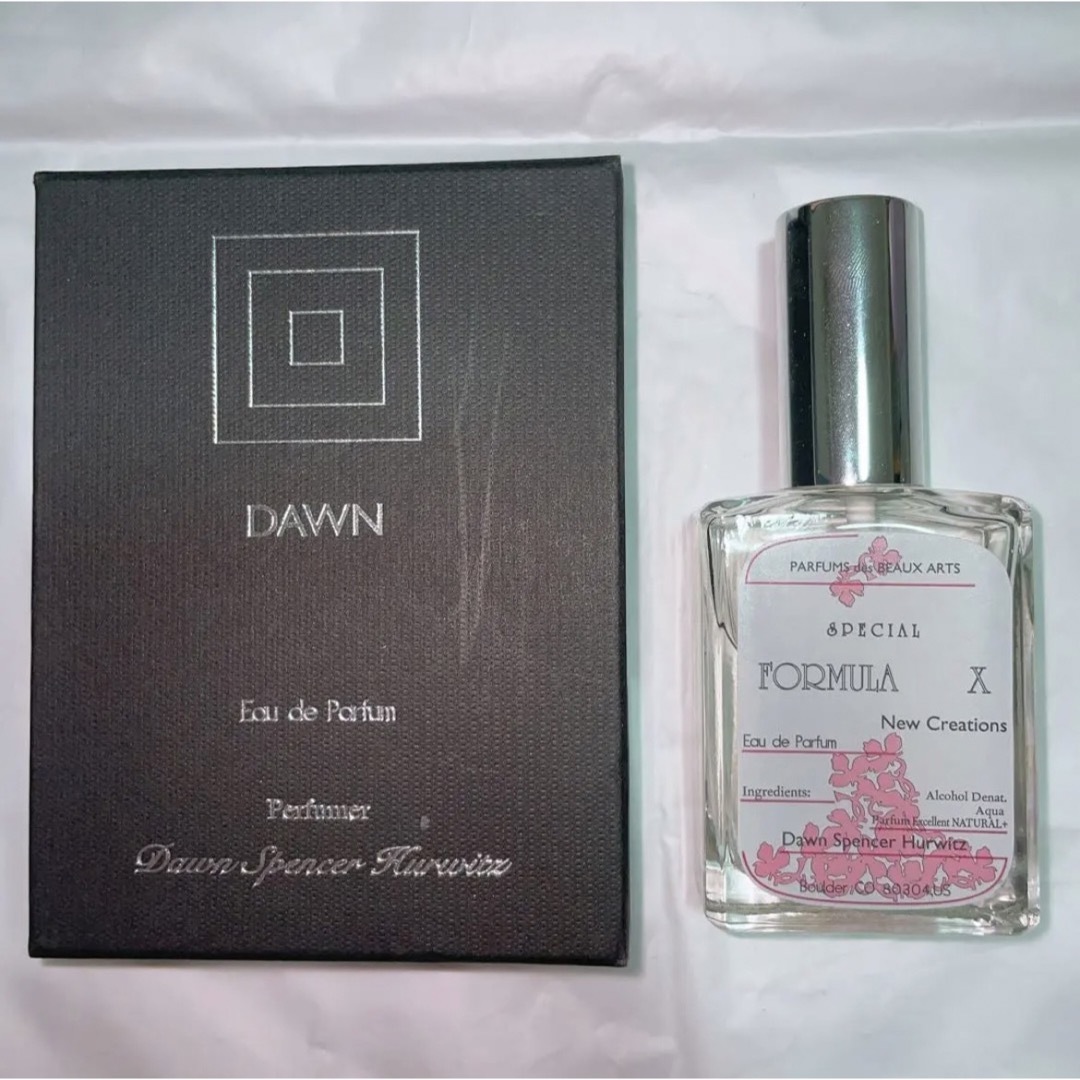 DAWN
Eau de Parfum
Perfumer
Dawn Spencer Hurwitz
PARFUMS des BEAUX ARTS
SPECIAL
FORMULA X
New Creations
Eau de Parfum
Ingredients: Alcohol Denat.
Aqua
Parfum Excellent NATURAL+
Dawn Spencer Hurwitz
Boulder, CO 80304,US